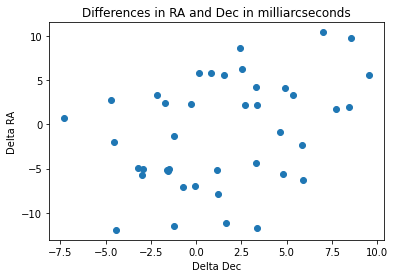 Differences in RA and Dec in milliarcseconds
10
5
0
−5
−10
Delta RA
−7.5 −5.0 −2.5 0.0 2.5 5.0 7.5 10.0
Delta Dec